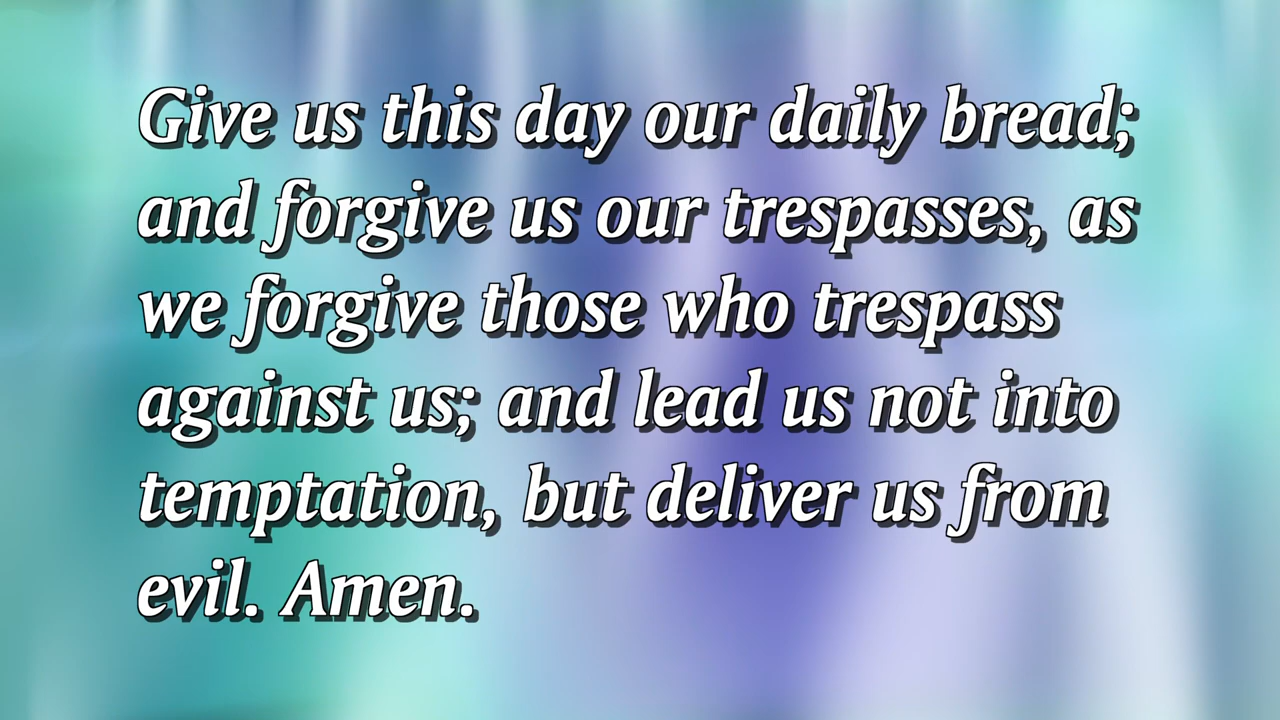 Give us this day our daily bread;
and forgive us our trespasses, as
we forgive those who trespass
against us; and lead us not into
temptation, but deliver us from
evil. Amen.